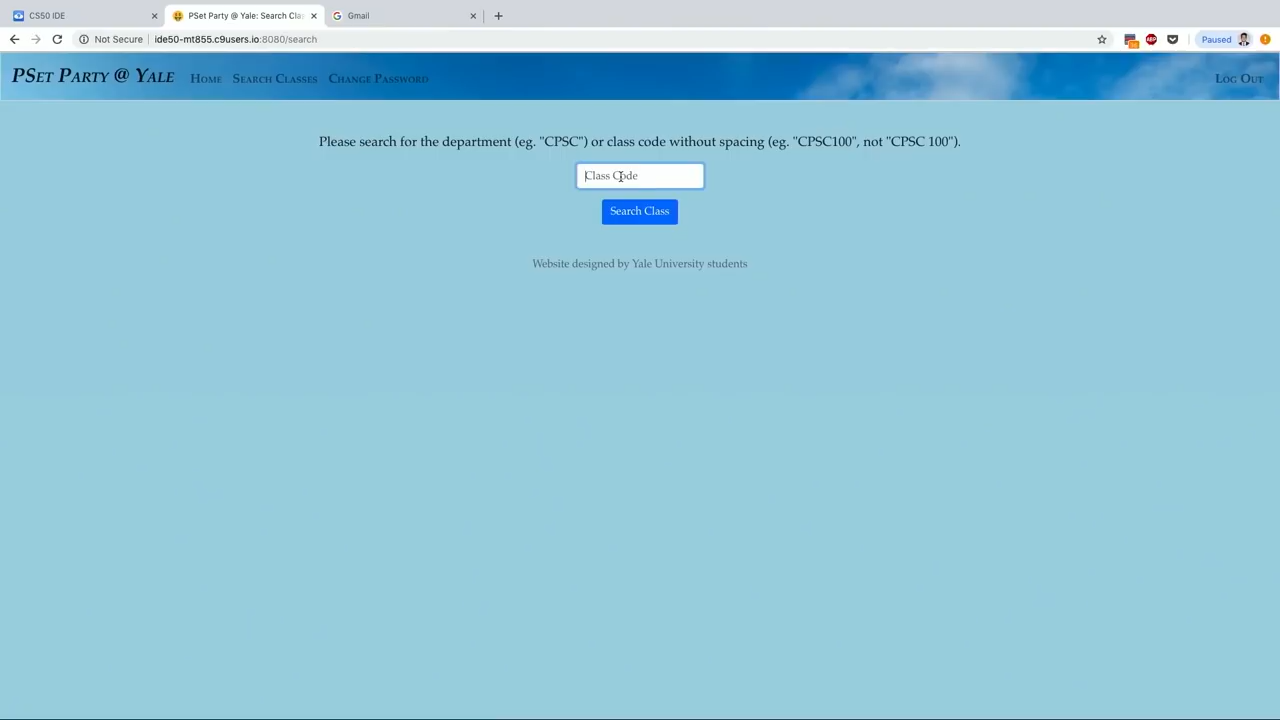 CS50 IDE
PSet Party @ Yale: Search Clas
Gmail
Not Secure
ide50-mt855.c9users.io:8080/search
Paused
PSet Party @ Yale
Home
Search Classes
Change Password
Log Out
Please search for the department (eg. "CPSC") or class code without spacing (eg. "CPSC100", not "CPSC 100").
Class Code
Search Class
Website designed by Yale University students